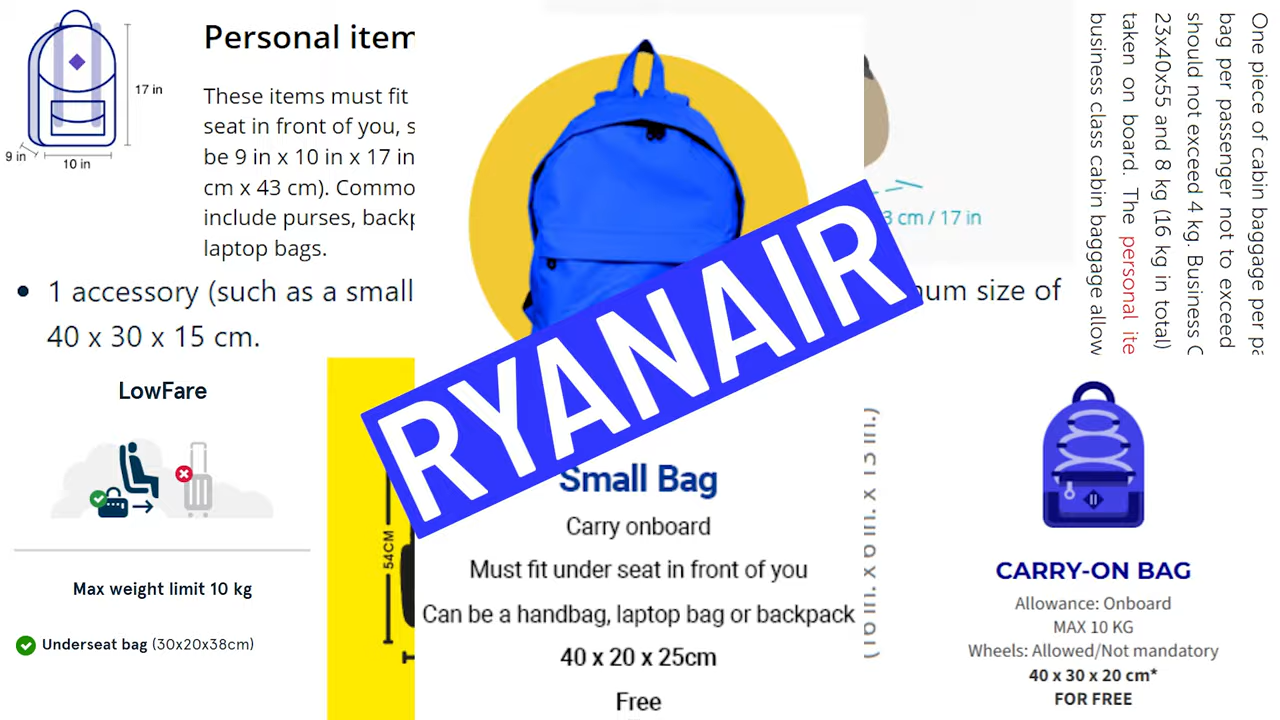 17 in
9 in
10 in
Personal item
These items must fit
seat in front of you, s
be 9 in x 10 in x 17 in
cm x 43 cm). Commo
include purses, backp
laptop bags.
• 1 accessory (such as a small
40 x 30 x 15 cm.
LowFare
Max weight limit 10 kg
Underseat bag (30x20x38cm)
54CM
RYANAIR
Small Bag
Carry onboard
Must fit under seat in front of you
Can be a handbag, laptop bag or backpack
40 x 20 x 25cm
Free
3 cm / 17 in
um size of
One piece of cabin baggage per pa
bag per passenger not to exceed
should not exceed 4 kg. Business C
23x40x55 and 8 kg (16 kg in total)
taken on board. The personal ite
business class cabin baggage allow
CARRY-ON BAG
Allowance: Onboard
MAX 10 KG
Wheels: Allowed/Not mandatory
40 x 30 x 20 cm*
FOR FREE